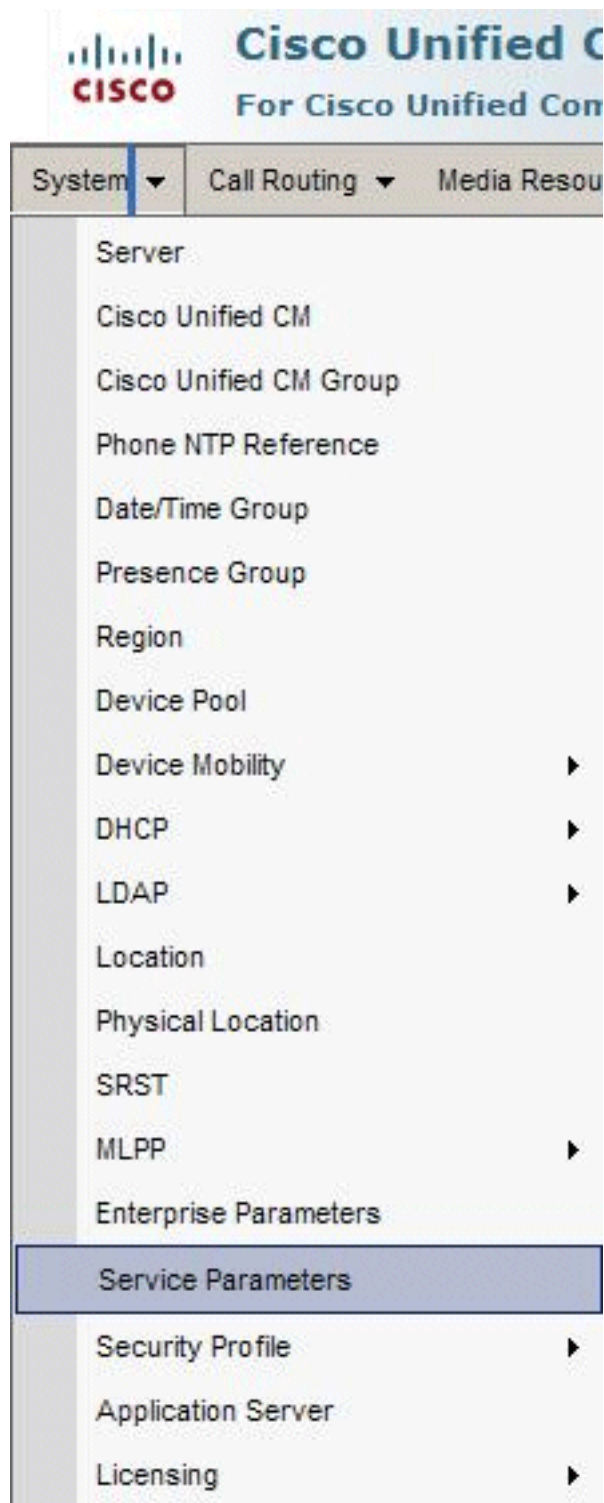 CISCO
Cisco Unified
For Cisco Unified
System Call Routing Media
Server
Cisco Unified CM
Cisco Unified CM Group
Phone NTP Reference
Date/Time Group
Presence Group
Region
Device Pool
Device Mobility
DHCP
LDAP
Location
Physical Location
SRST
MLPP
Enterprise Parameters
Service Parameters
Security Profile
Application Server
Licensing